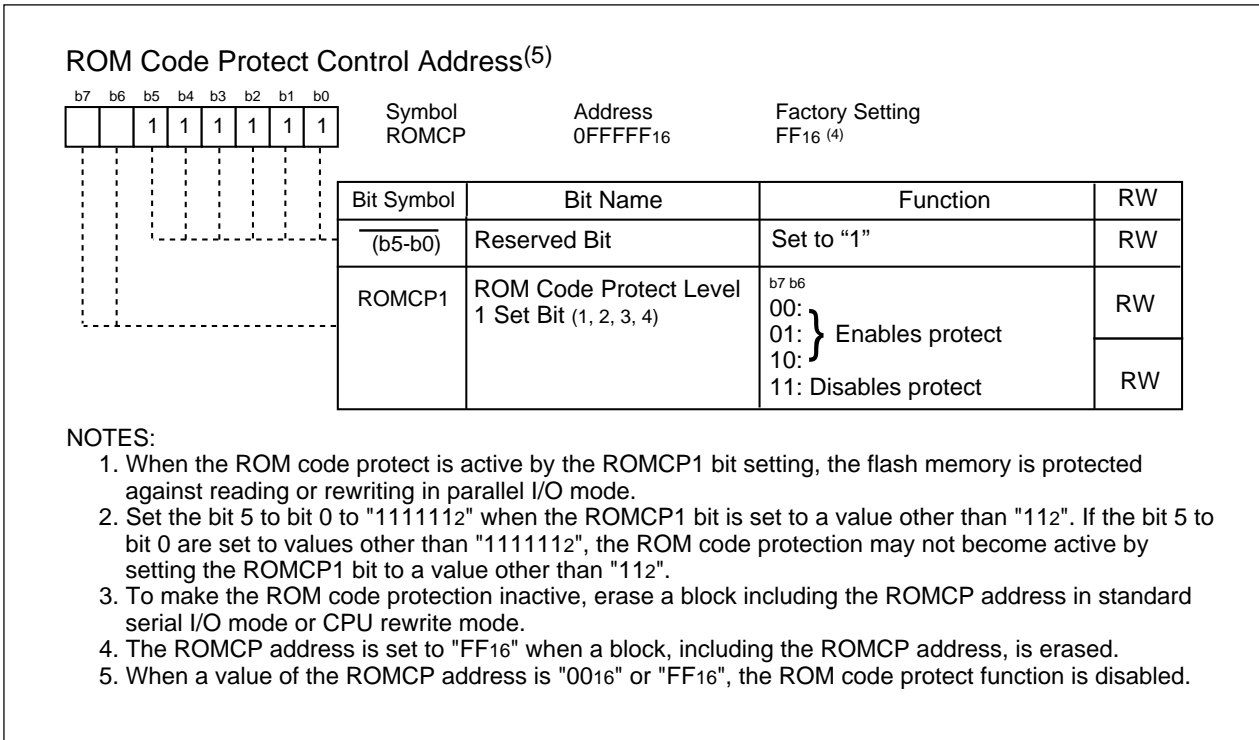 ROM Code Protect Control Address(5)
b7 b6 b5 b4 b3 b2 b1 b0
1 1 1 1 1 1
Symbol Address Factory Setting
ROMCP 0FFFFF16 FF16 (4)
Bit Symbol Bit Name Function RW
(b5-b0) Reserved Bit Set to “1” RW
ROMCP1 ROM Code Protect Level
1 Set Bit (1, 2, 3, 4)
b7 b6
00:
01: } Enables protect
10:
11: Disables protect
RW
RW
NOTES:
1. When the ROM code protect is active by the ROMCP1 bit setting, the flash memory is protected
against reading or rewriting in parallel I/O mode.
2. Set the bit 5 to bit 0 to "1111112" when the ROMCP1 bit is set to a value other than "112". If the bit 5 to
bit 0 are set to values other than "1111112", the ROM code protection may not become active by
setting the ROMCP1 bit to a value other than "112".
3. To make the ROM code protection inactive, erase a block including the ROMCP address in standard
serial I/O mode or CPU rewrite mode.
4. The ROMCP address is set to "FF16" when a block, including the ROMCP address, is erased.
5. When a value of the ROMCP address is "0016" or "FF16", the ROM code protect function is disabled.